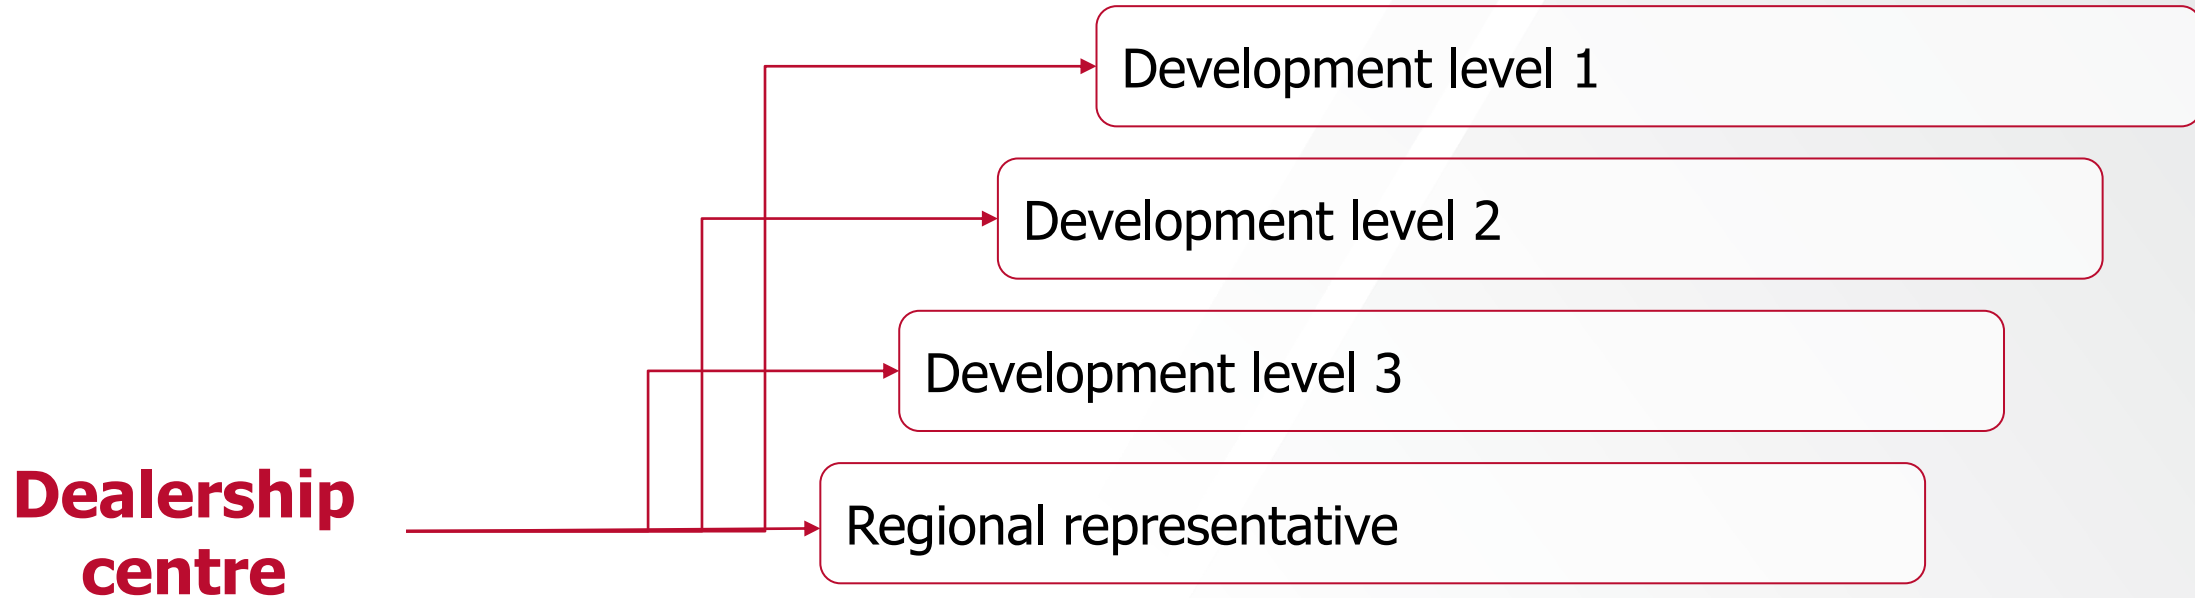 Development level 1
Development level 2
Development level 3
Dealership
centre
Regional representative